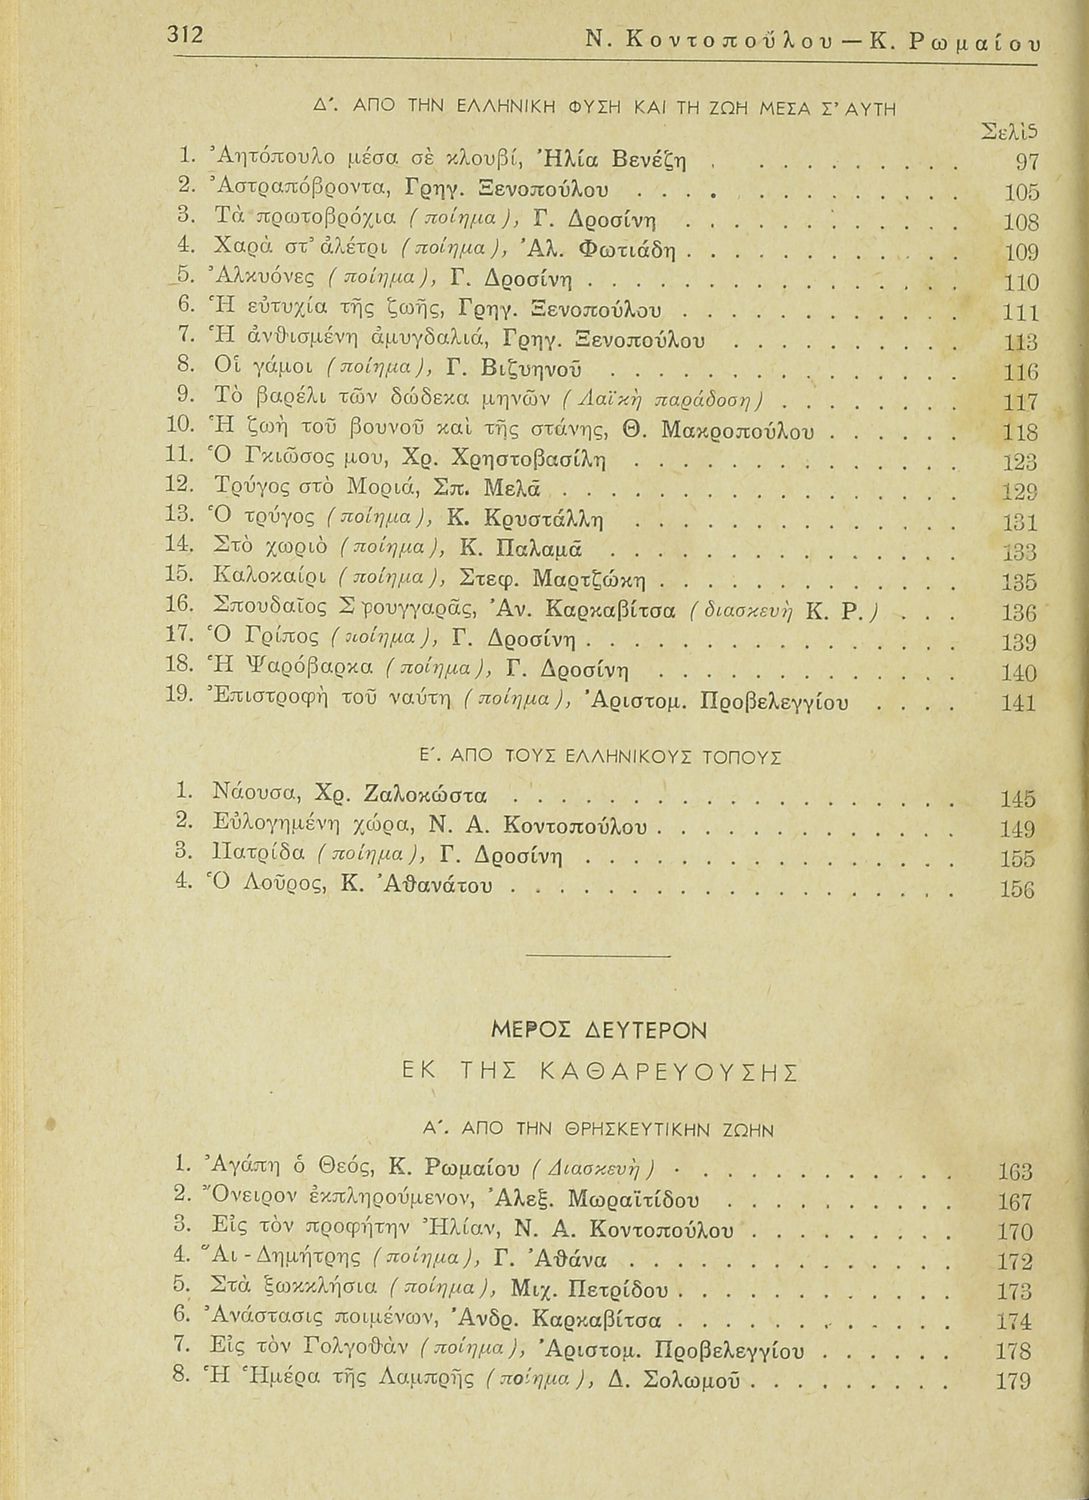 312 Ν. Κοντοπούλου — Κ. Ρωμαίου
Δ΄. ΑΠΟ ΤΗΝ ΕΛΛΗΝΙΚΗ ΦΥΣΗ ΚΑΙ ΤΗ ΖΩΗ ΜΕΣΑ Σ' ΑΥΤΗ
Σελὶς
1. Ἀητόπουλο μέσα σὲ κλουβί, Ἠλία Βενέζη . . . . . . . . . . 97
2. Ἀστραπόβροντα, Γρηγ. Ξενοπούλου . . . . . . . . . . . 105
3. Τὰ πρωτοβρόχια (ποίημα), Γ. Δροσίνη . . . . . . . . . . . . 108
4. Χαρὰ στ' ἀλέτρι (ποίημα), Ἀλ. Φωτιάδη . . . . . . . . . . . 109
5. Ἀλκυόνες (ποίημα), Γ. Δροσίνη . . . . . . . . . . . . . . 110
6. Ἡ εὐτυχία τῆς ζωῆς, Γρηγ. Ξενοπούλου . . . . . . . . . . . 111
7. Ἡ ἀνθισμένη ἀμυγδαλιά, Γρηγ. Ξενοπούλου . . . . . . . . . . 113
8. Οἱ γάμοι (ποίημα), Γ. Βιζυηνοῦ . . . . . . . . . . . . . 116
9. Τὸ βαρέλι τῶν δώδεκα μηνῶν (Λαϊκὴ παράδοση) . . . . . . . . 117
10. Ἡ ζωὴ τοῦ βουνοῦ καὶ τῆς στάνης, Θ. Μακροπούλου . . . . . . 118
11. Ὁ Γκιῶσος μου, Χρ. Χρηστοβασίλη . . . . . . . . . . . . 123
12. Τρύγος στὸ Μοριά, Σπ. Μελᾶ . . . . . . . . . . . . . . 129
13. Ὁ τρύγος (ποίημα), Κ. Κρυστάλλη . . . . . . . . . . . . 131
14. Στὸ χωριὸ (ποίημα), Κ. Παλαμᾶ . . . . . . . . . . . . . 133
15. Καλοκαίρι (ποίημα), Στεφ. Μαρτζώκη . . . . . . . . . . . 135
16. Σπουδαῖος Σφουγγαρᾶς, Ἀν. Καρκαβίτσα (διασκευὴ Κ. Ρ.) . . . 136
17. Ὁ Γρίπος (ποίημα), Γ. Δροσίνη . . . . . . . . . . . . . . 139
18. Ἡ Ψαρόβαρκα (ποίημα), Γ. Δροσίνη . . . . . . . . . . . 140
19. Ἐπιστροφὴ τοῦ ναύτη (ποίημα), Ἀριστομ. Προβελεγγίου . . . . 141
Ε΄. ΑΠΟ ΤΟΥΣ ΕΛΛΗΝΙΚΟΥΣ ΤΟΠΟΥΣ
1. Νάουσα, Χρ. Ζαλοκώστα . . . . . . . . . . . . . . . . . 145
2. Εὐλογημένη χώρα, Ν. Α. Κοντοπούλου . . . . . . . . . . . 149
3. Πατρίδα (ποίημα), Γ. Δροσίνη . . . . . . . . . . . . . . 155
4. Ὁ Λοῦρος, Κ. Ἀθανάτου . . . . . . . . . . . . . . . . . 156
ΜΕΡΟΣ ΔΕΥΤΕΡΟΝ
ΕΚ ΤΗΣ ΚΑΘΑΡΕΥΟΥΣΗΣ
Α΄. ΑΠΟ ΤΗΝ ΘΡΗΣΚΕΥΤΙΚΗΝ ΖΩΗΝ
1. Ἀγάπη ὁ Θεός, Κ. Ρωμαίου (Διασκευὴ) . . . . . . . . . . . 163
2. Ὄνειρον ἐκπληρούμενον, Ἀλεξ. Μωραϊτίδου . . . . . . . . . 167
3. Εἰς τὸν προφήτην Ἠλίαν, Ν. Α. Κοντοπούλου . . . . . . . . 170
4. Ἅι - Δημήτρης (ποίημα), Γ. Ἀθάνα . . . . . . . . . . . . 172
5. Στὰ ξωκκλήσια (ποίημα), Μιχ. Πετρίδου . . . . . . . . . . 173
6. Ἀνάστασις ποιμένων, Ἀνδρ. Καρκαβίτσα . . . . . . . . . . 174
7. Εἰς τὸν Γολγοθὰν (ποίημα), Ἀριστομ. Προβελεγγίου . . . . . . 178
8. Ἡ Ἡμέρα τῆς Λαμπρῆς (ποίημα), Δ. Σολωμοῦ . . . . . . . . . 179